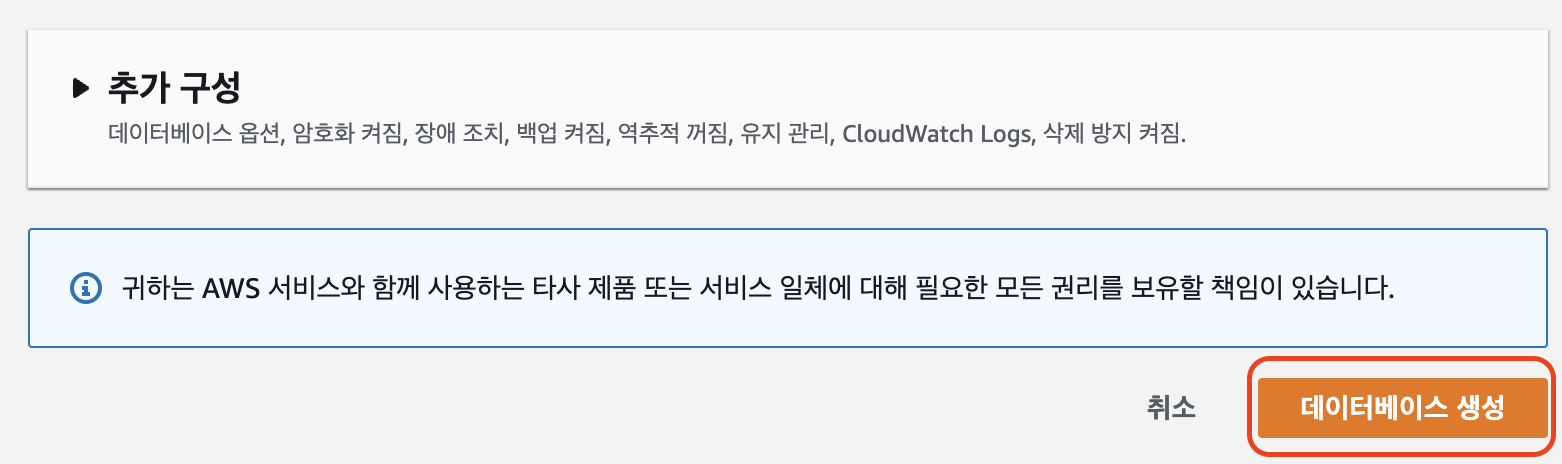 추가 구성
데이터베이스 옵션, 암호화 켜짐, 장애 조치, 백업 켜짐, 역추적 꺼짐, 유지 관리, CloudWatch Logs, 삭제 방지 켜짐.
귀하는 AWS 서비스와 함께 사용하는 타사 제품 또는 서비스 일체에 대해 필요한 모든 권리를 보유할 책임이 있습니다.
취소
데이터베이스 생성